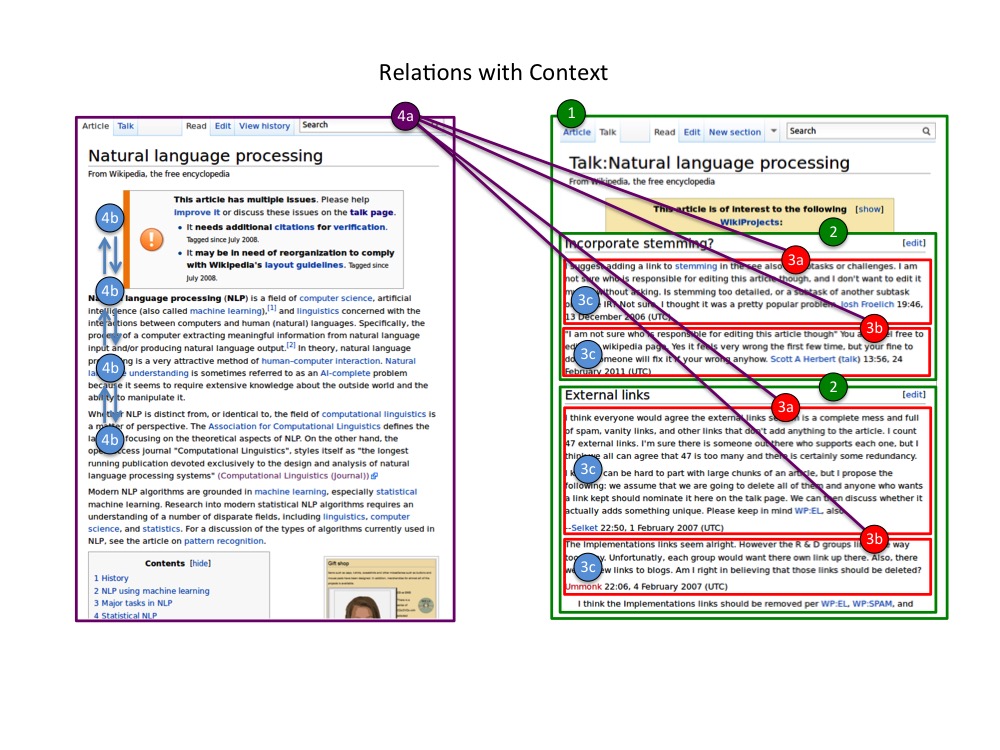 Relations with Context
4a
Article Talk Read Edit View history Search
Natural language processing
From Wikipedia, the free encyclopedia
This article has multiple issues. Please help
improve it or discuss these issues on the talk page.
• It needs additional citations for verification.
Tagged since July 2008.
• It may be in need of reorganization to comply
with Wikipedia's layout guidelines. Tagged since
July 2008.
4b
4b
4b
4b
language processing (NLP) is a field of computer science, artificial
intelligence (also called machine learning),[1] and linguistics concerned with the
interactions between computers and human (natural) languages. Specifically, the
process of a computer extracting meaningful information from natural language
input and/or producing natural language output.[2] In theory, natural language
is a very attractive method of human–computer interaction. Natural
understanding is sometimes referred to as an AI-complete problem
because it seems to require extensive knowledge about the outside world and the
ability to manipulate it.
Whether NLP is distinct from, or identical to, the field of computational linguistics is
a matter of perspective. The Association for Computational Linguistics defines the
focusing on the theoretical aspects of NLP. On the other hand, the
open-access journal "Computational Linguistics", styles itself as "the longest
running publication devoted exclusively to the design and analysis of natural
language processing systems" (Computational Linguistics (Journal))
Modern NLP algorithms are grounded in machine learning, especially statistical
machine learning. Research into modern statistical NLP algorithms requires an
understanding of a number of disparate fields, including linguistics, computer
science, and statistics. For a discussion of the types of algorithms currently used in
NLP, see the article on pattern recognition.
Contents [hide]
1 History
2 NLP using machine learning
3 Major tasks in NLP
4 Statistical NLP
Gift shop
1
Article Talk Read Edit New section Search
Talk:Natural language processing
From Wikipedia, the free encyclopedia
This article is of interest to the following [show]
WikiProjects:
2
Incorporate stemming? [edit]
3a
I suggest adding a link to stemming in the see also, subtasks or challenges. I am
not sure who is responsible for editing this article though, and I don't want to edit it
without asking. Is stemming too detailed, or a subtask of another subtask
IR? Not sure. I thought it was a pretty popular problem. Josh Froelich 19:46,
13 December 2006 (UTC)
3c
3b
"I am not sure who is responsible for editing this article though" You feel free to
wikipedia page. Yes it feels very wrong the first few time, but your fine to
someone will fix it if your wrong anyhow. Scott A Herbert (talk) 13:56, 24
February 2011 (UTC)
3c
2
External links [edit]
3a
I think everyone would agree the external links is a complete mess and full
of spam, vanity links, and other links that don't add anything to the article. I count
47 external links. I'm sure there is someone out there who supports each one, but I
think we all can agree that 47 is too many and there is certainly some redundancy.
I can be hard to part with large chunks of an article, but I propose the
following: we assume that we are going to delete all of them and anyone who wants
a link kept should nominate it here on the talk page. We can then discuss whether it
actually adds something unique. Please keep in mind WP:EL, also
--Selket 22:50, 1 February 2007 (UTC)
3c
3b
The Implementations links seem alright. However the R & D groups way
Unfortunately, each group would want there own link up there. Also, there
few links to blogs. Am I right in believing that those links should be deleted?
Ummonk 22:06, 4 February 2007 (UTC)
3c
I think the Implementations links should be removed per WP:EL, WP:SPAM, and